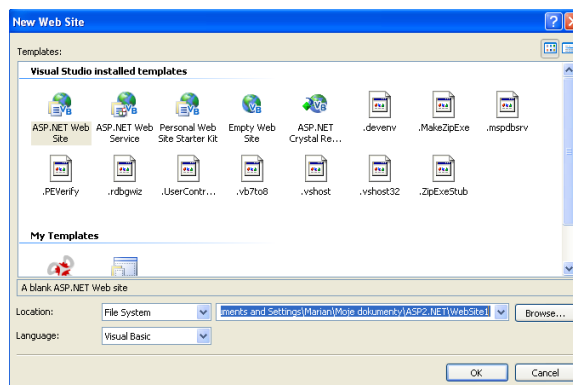 New Web Site
Templates:
Visual Studio installed templates
ASP.NET Web Site
ASP.NET Web Service
Personal Web Site Starter Kit
Empty Web Site
ASP.NET Crystal Re...
.devenv
.MakeZipExe
.mspdbsrv
.PEVerify
.rdbgwiz
.UserContr...
.vb7to8
.vshost
.vshost32
.ZipExeStub
My Templates
A blank ASP.NET Web site
Location:
File System
uments and Settings\Marian\Moje dokumenty\ASP2.NET\WebSite1
Browse...
Language:
Visual Basic
OK
Cancel